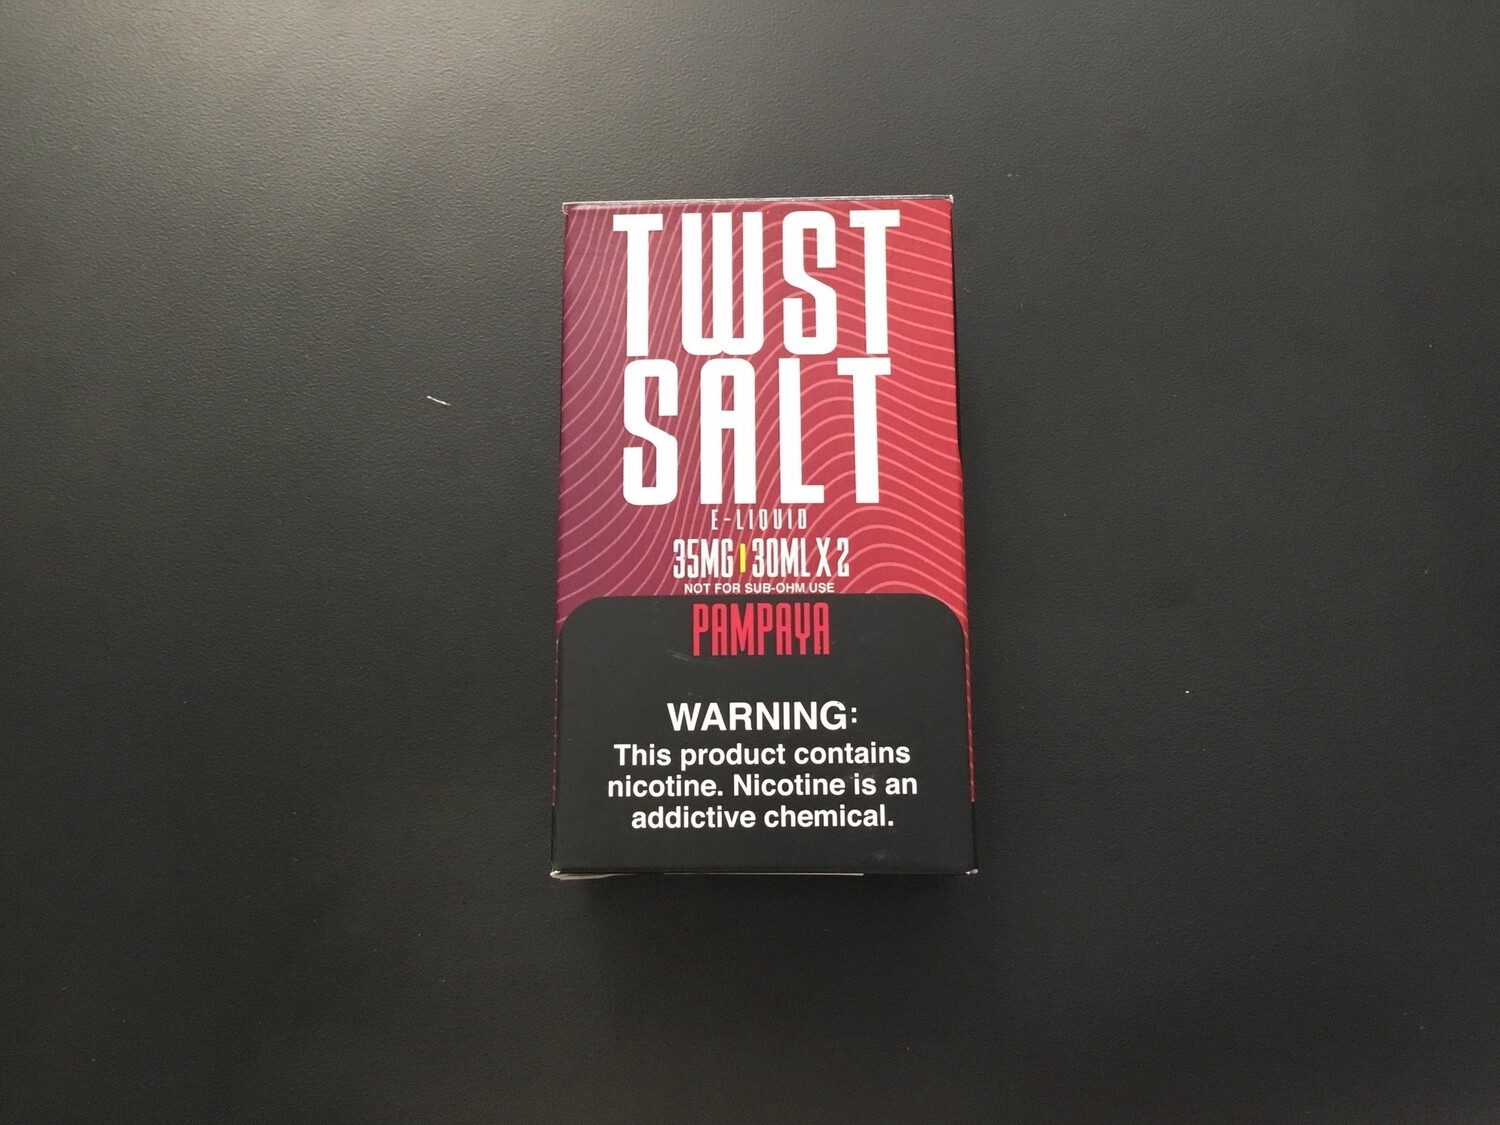 TWST
SALT
E-LIQUID
35MG | 30ML X 2
NOT FOR SUB-OHM USE
PAMPAYA
WARNING:
This product contains
nicotine. Nicotine is an
addictive chemical.